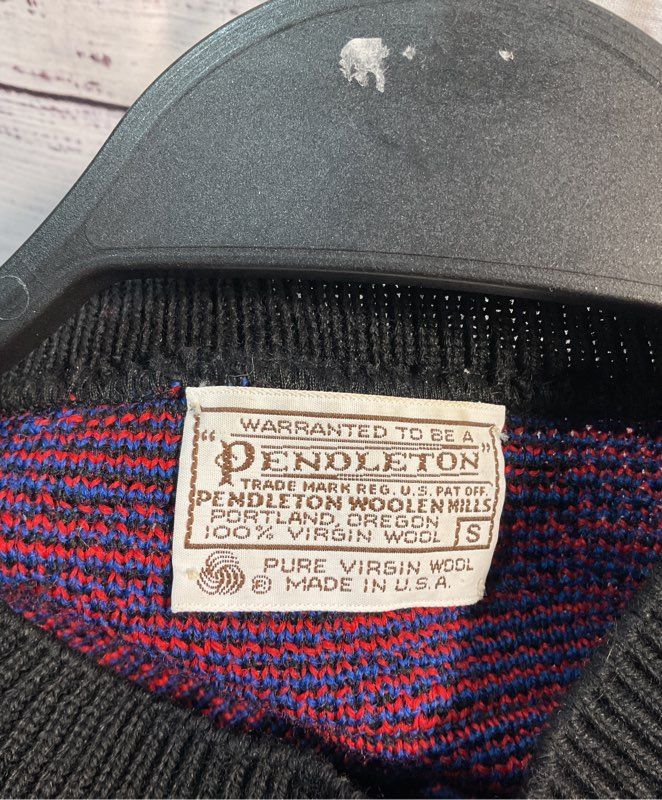 WARRANTED TO BE A
"PENDLETON"
TRADE MARK REG. U.S. PAT OFF.
PENDLETON WOOLEN MILLS
PORTLAND, OREGON
100% VIRGIN WOOL
S
® PURE VIRGIN WOOL
MADE IN U.S.A.